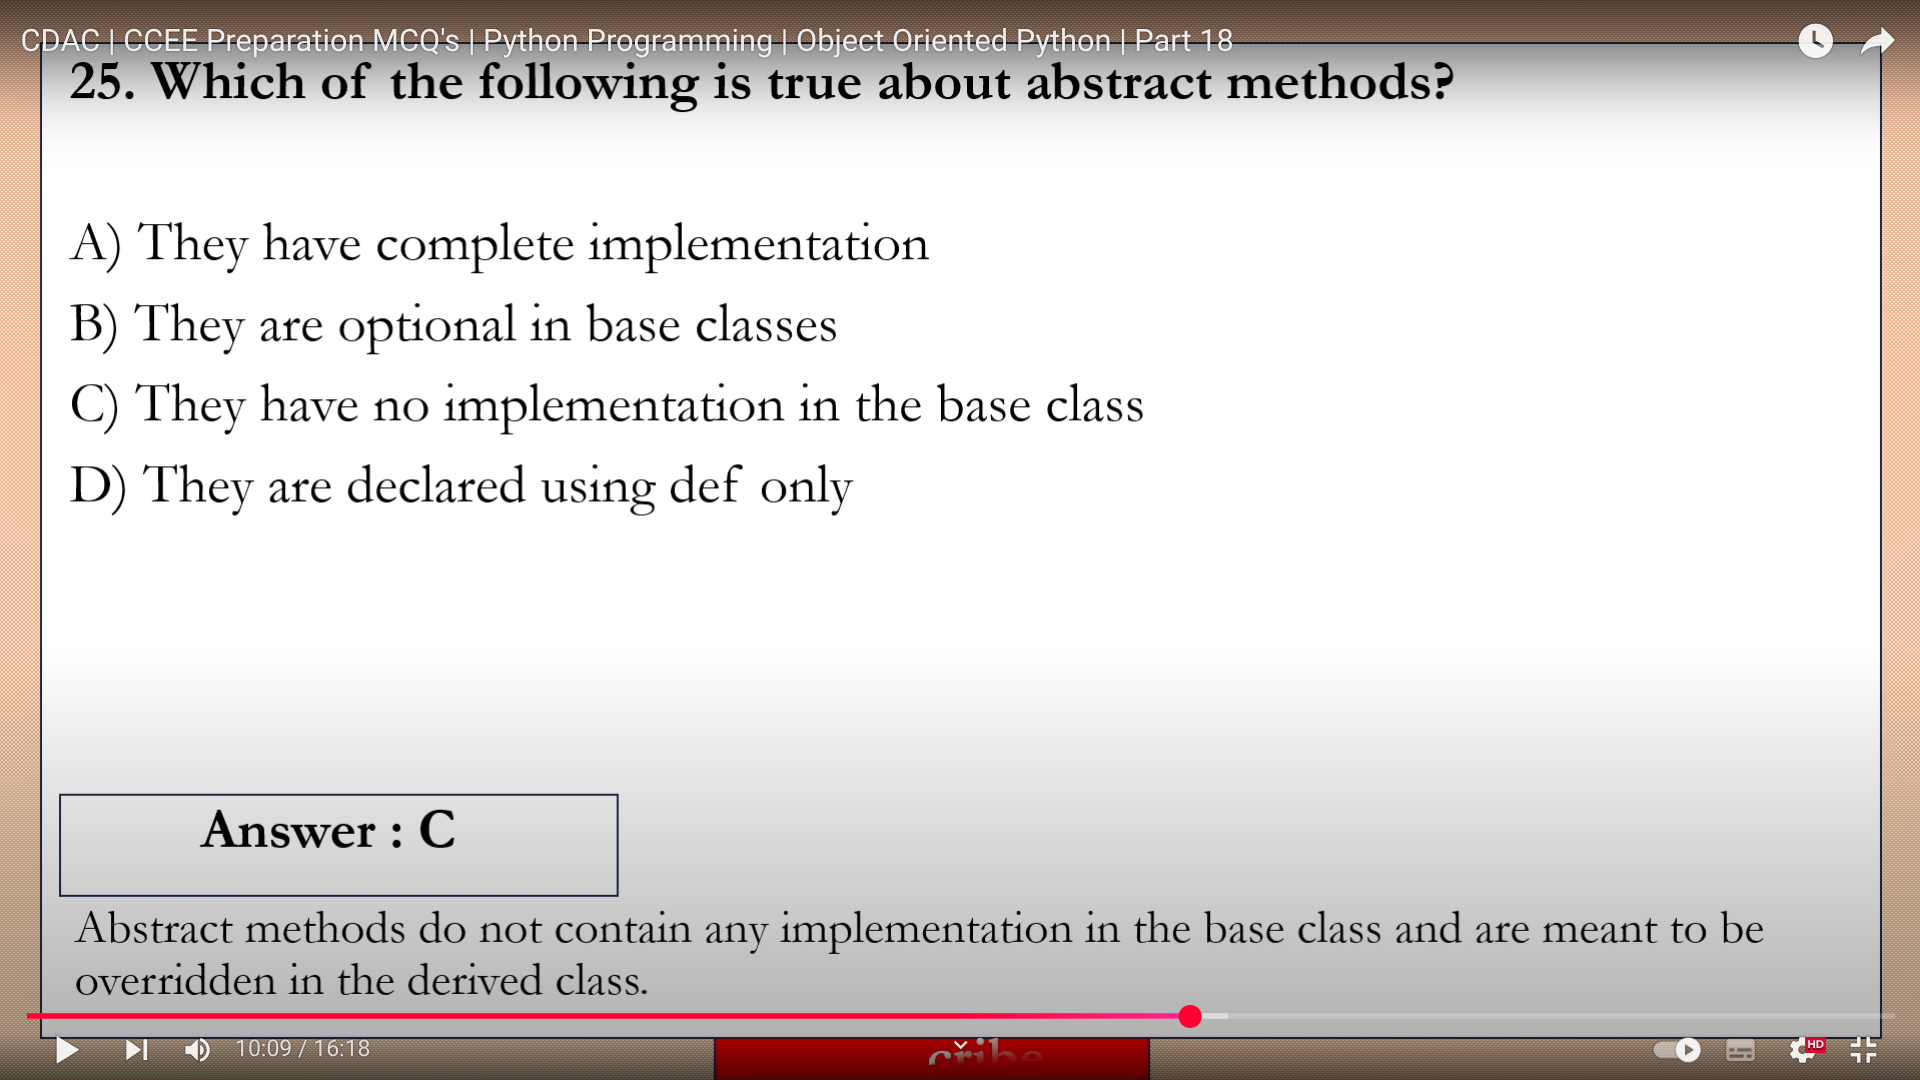 CDAC | CCEE Preparation MCQ's | Python Programming | Object Oriented Python | Part 18
25. Which of the following is true about abstract methods?
A) They have complete implementation
B) They are optional in base classes
C) They have no implementation in the base class
D) They are declared using def only
Answer : C
Abstract methods do not contain any implementation in the base class and are meant to be
overridden in the derived class.
10:09 / 16:18
HD